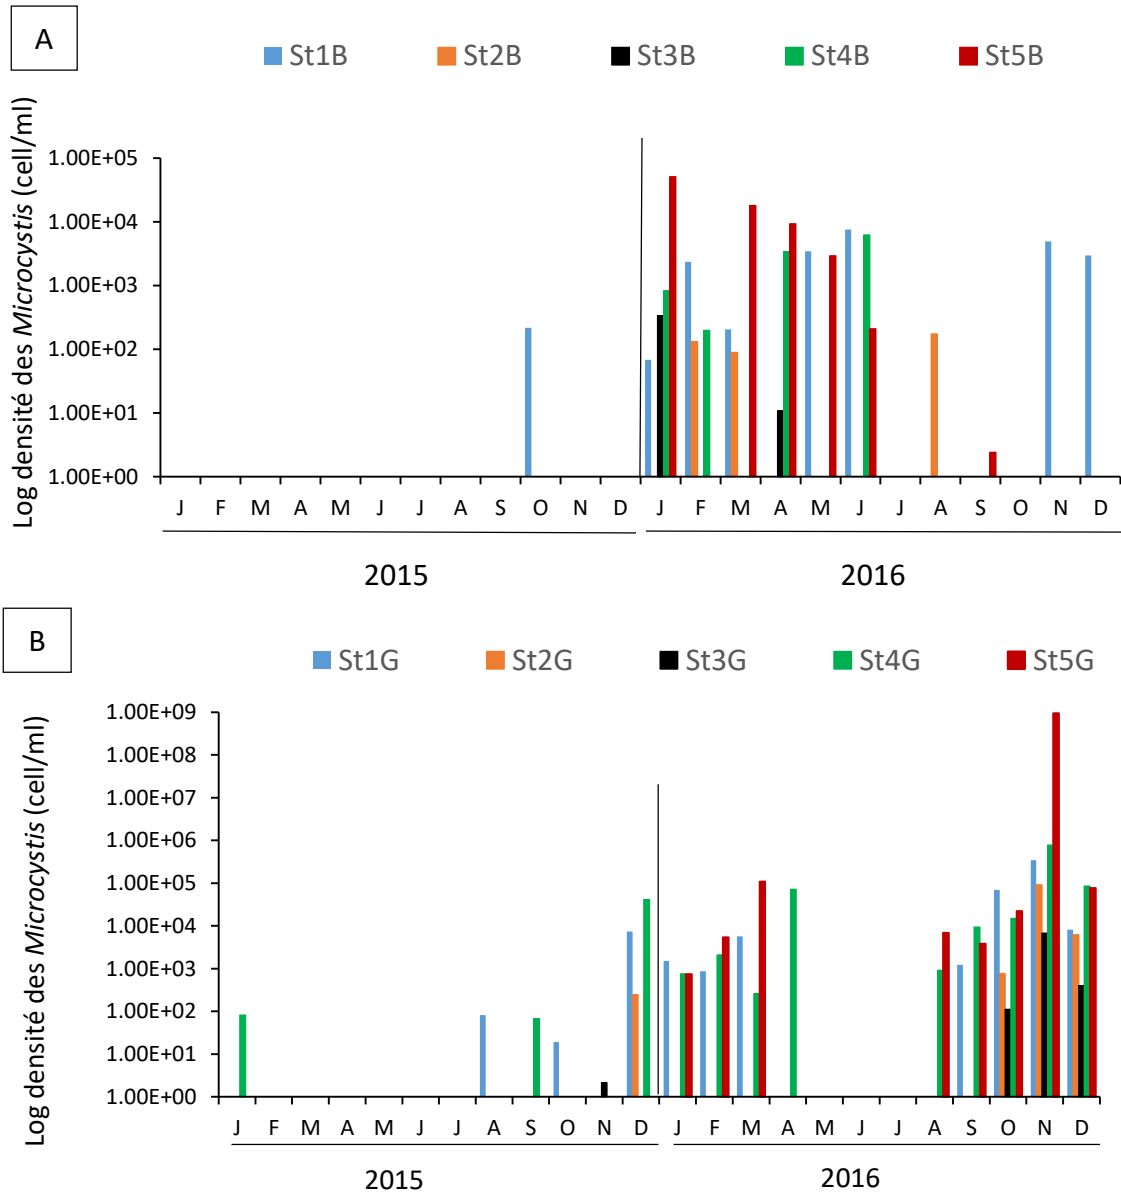 A
St1B St2B St3B St4B St5B
Log densité des Microcystis (cell/ml)
1.00E+05
1.00E+04
1.00E+03
1.00E+02
1.00E+01
1.00E+00
J F M A M J J A S O N D J F M A M J J A S O N D
2015 2016
B
St1G St2G St3G St4G St5G
Log densité des Microcystis (cell/ml)
1.00E+09
1.00E+08
1.00E+07
1.00E+06
1.00E+05
1.00E+04
1.00E+03
1.00E+02
1.00E+01
1.00E+00
J F M A M J J A S O N D J F M A M J J A S O N D
2015 2016